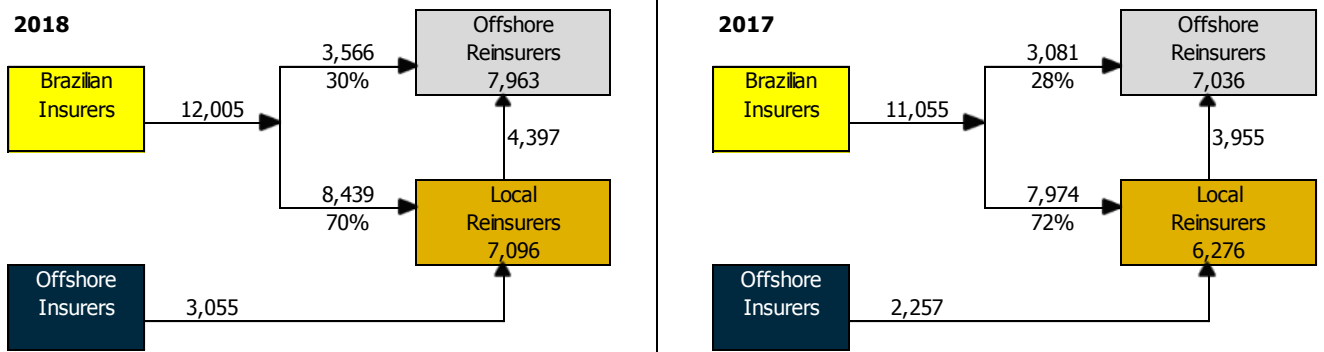 2018
Offshore
Reinsurers
7,963
3,566
30%
Brazilian
Insurers
12,005
4,397
8,439
70%
Local
Reinsurers
7,096
Offshore
Insurers
3,055
2017
Offshore
Reinsurers
7,036
3,081
28%
Brazilian
Insurers
11,055
3,955
7,974
72%
Local
Reinsurers
6,276
Offshore
Insurers
2,257